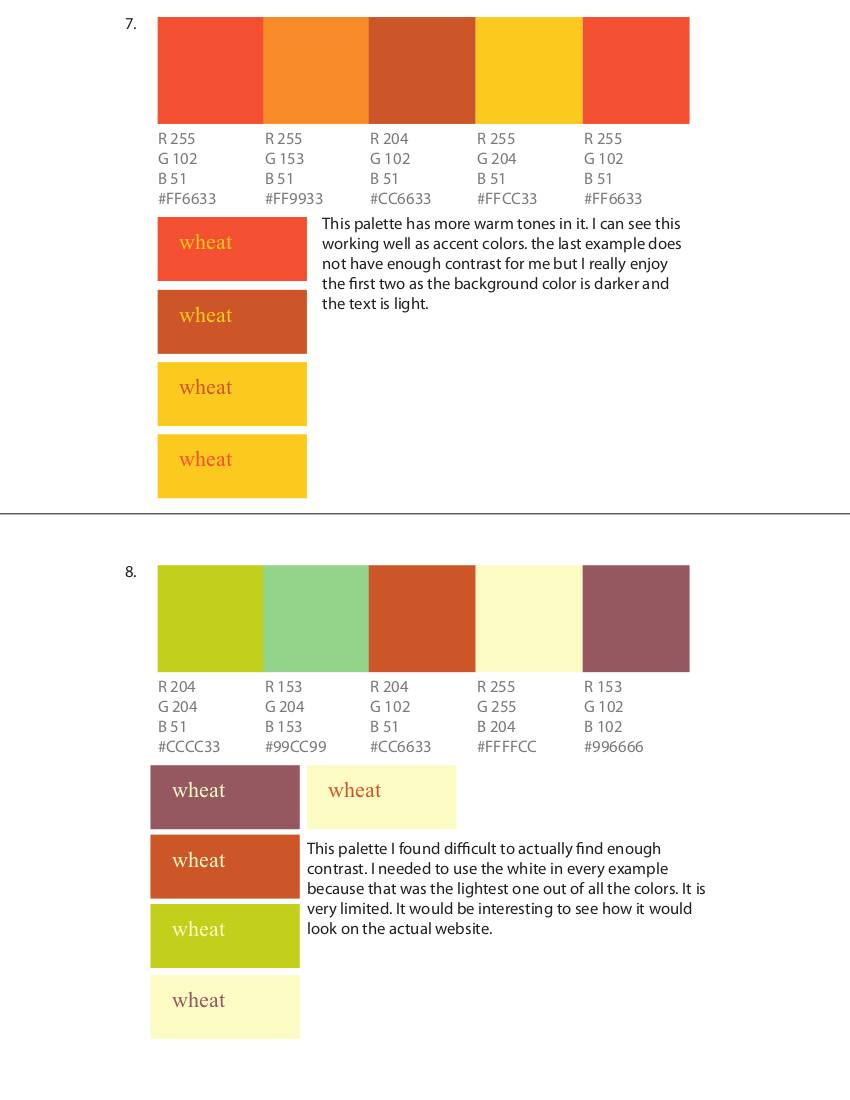 7.
R 255
G 102
B 51
#FF6633
R 255
G 153
B 51
#FF9933
R 204
G 102
B 51
#CC6633
R 255
G 204
B 51
#FFCC33
R 255
G 102
B 51
#FF6633
wheat
wheat
wheat
wheat
This palette has more warm tones in it. I can see this
working well as accent colors. the last example does
not have enough contrast for me but I really enjoy
the first two as the background color is darker and
the text is light.
8.
R 204
G 204
B 51
#CCCC33
R 153
G 204
B 153
#99CC99
R 204
G 102
B 51
#CC6633
R 255
G 255
B 204
#FFFFCC
R 153
G 102
B 102
#996666
wheat
wheat
wheat
wheat
wheat
This palette I found difficult to actually find enough
contrast. I needed to use the white in every example
because that was the lightest one out of all the colors. It is
very limited. It would be interesting to see how it would
look on the actual website.